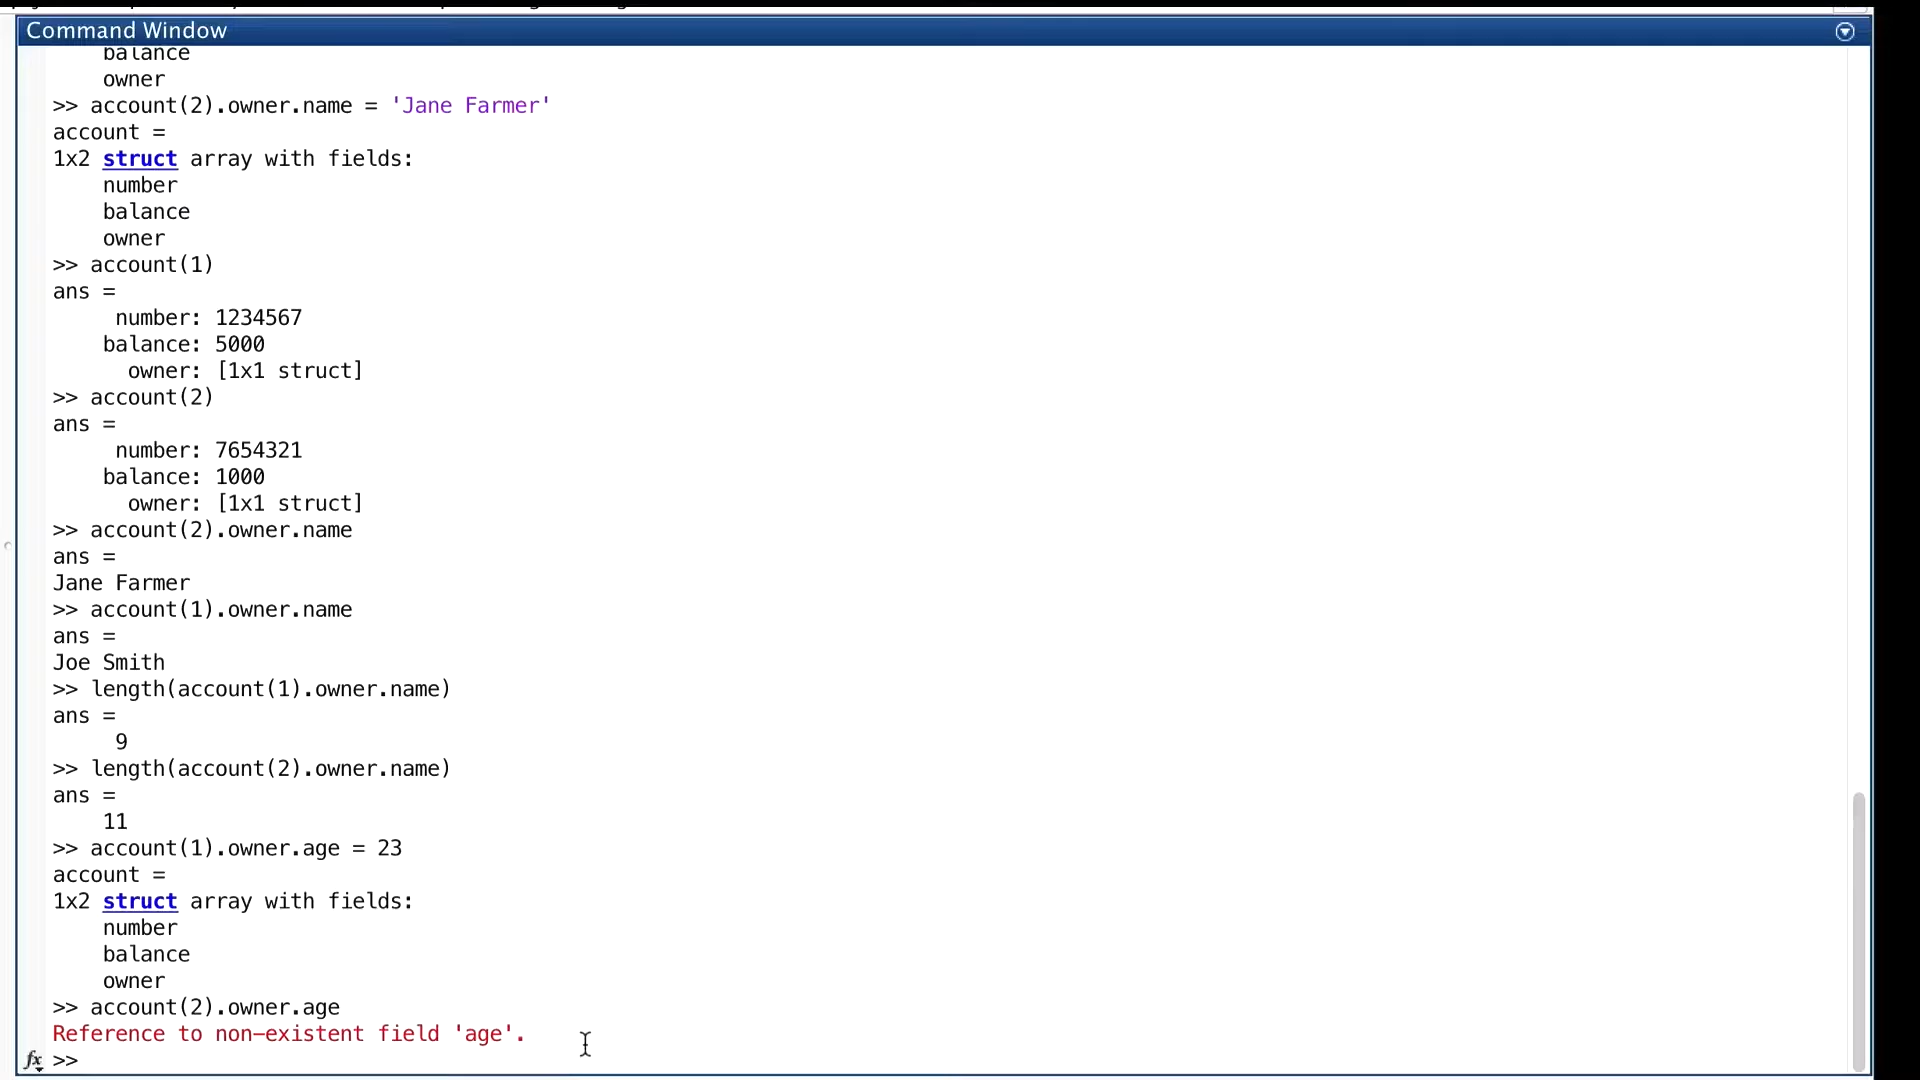 Command Window
balance
owner
>> account(2).owner.name = 'Jane Farmer'
account =
1x2 struct array with fields:
number
balance
owner
>> account(1)
ans =
number: 1234567
balance: 5000
owner: [1x1 struct]
>> account(2)
ans =
number: 7654321
balance: 1000
owner: [1x1 struct]
>> account(2).owner.name
ans =
Jane Farmer
>> account(1).owner.name
ans =
Joe Smith
>> length(account(1).owner.name)
ans =
9
>> length(account(2).owner.name)
ans =
11
>> account(1).owner.age = 23
account =
1x2 struct array with fields:
number
balance
owner
>> account(2).owner.age
Reference to non-existent field 'age'.
fx >>